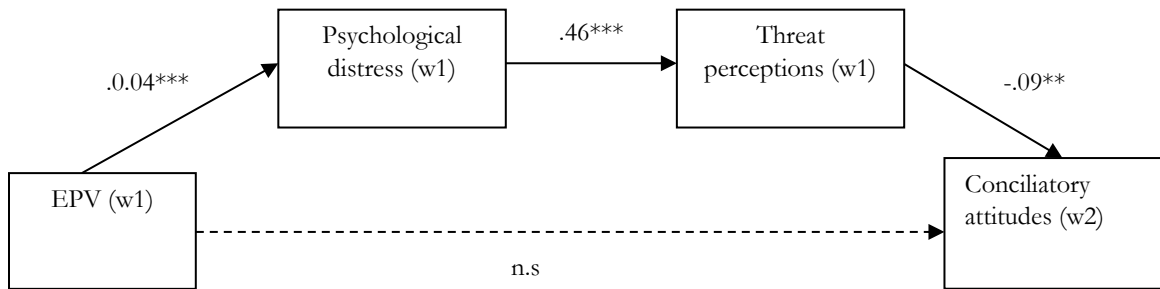 Psychological
distress (w1)
.46***
Threat
perceptions (w1)
.0.04***
-.09**
EPV (w1)
Conciliatory
attitudes (w2)
n.s